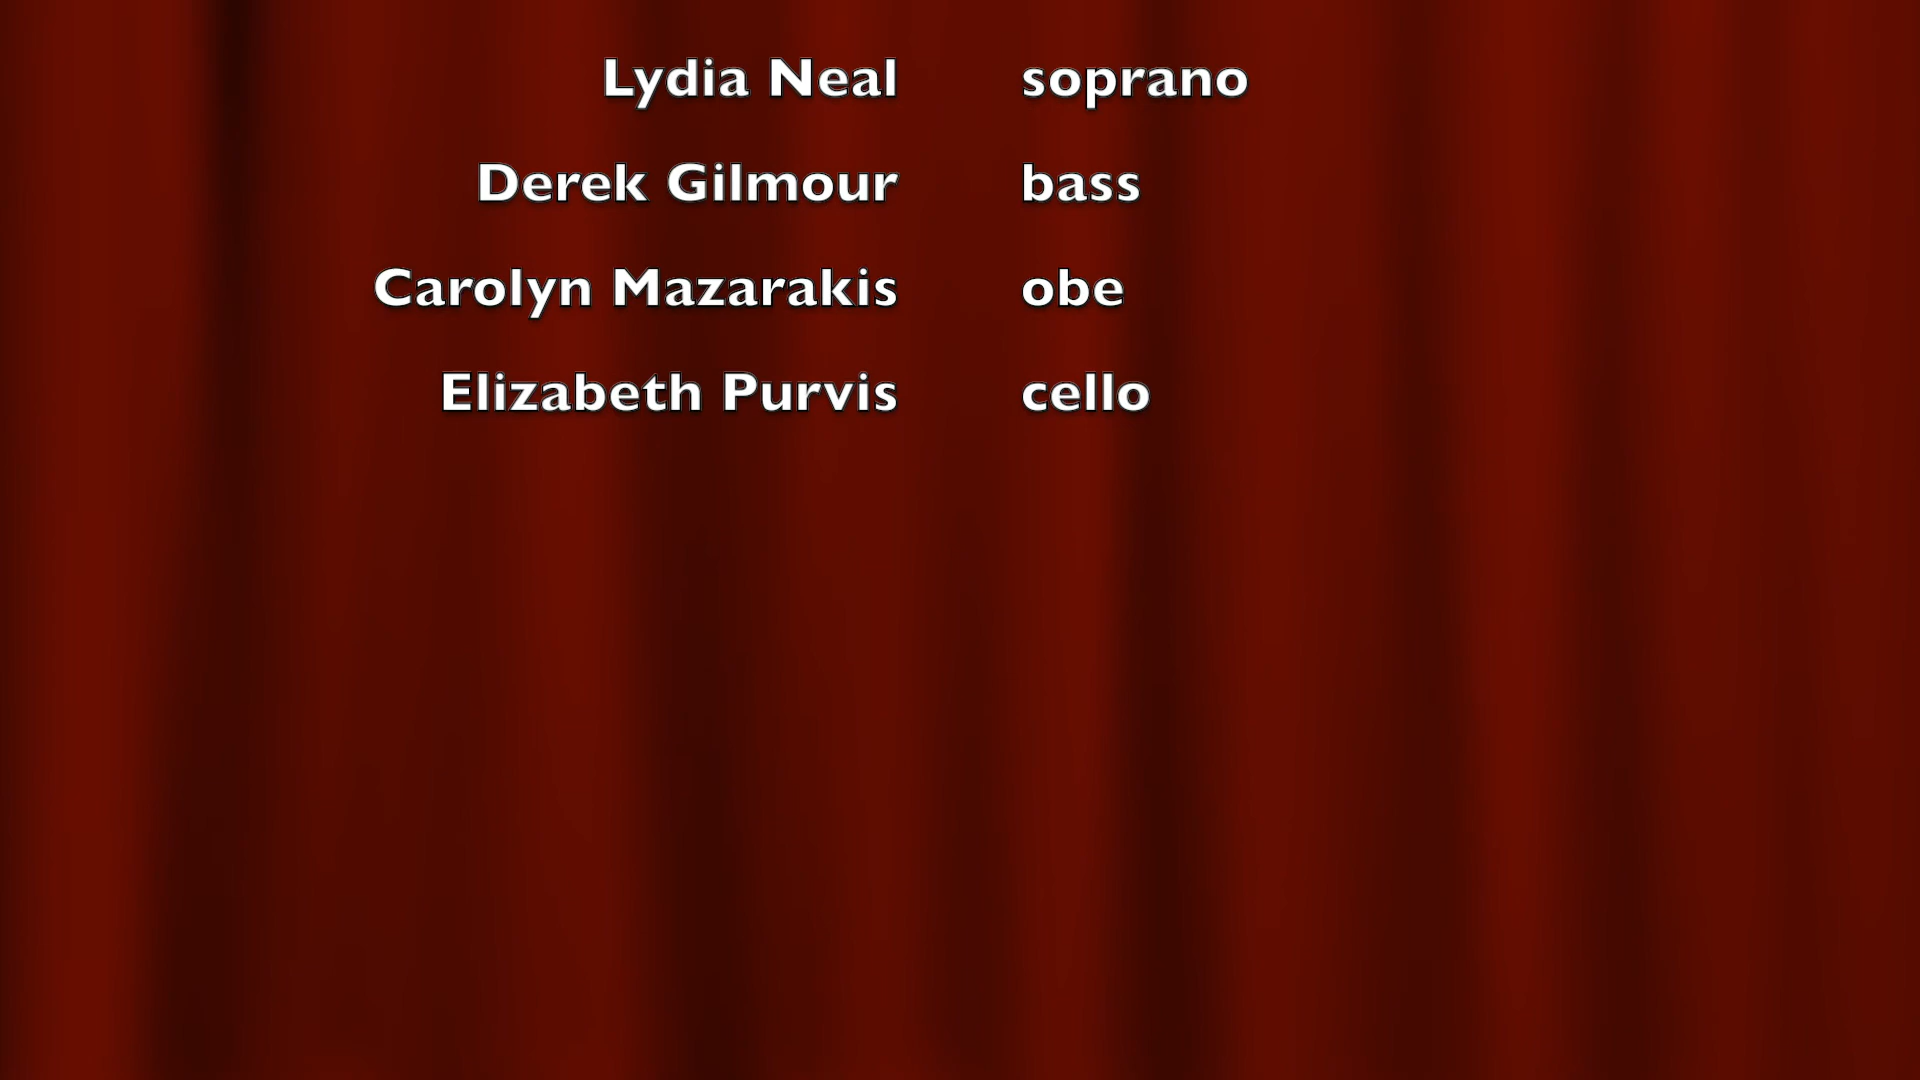 Lydia Neal soprano
Derek Gilmour bass
Carolyn Mazarakis obe
Elizabeth Purvis cello